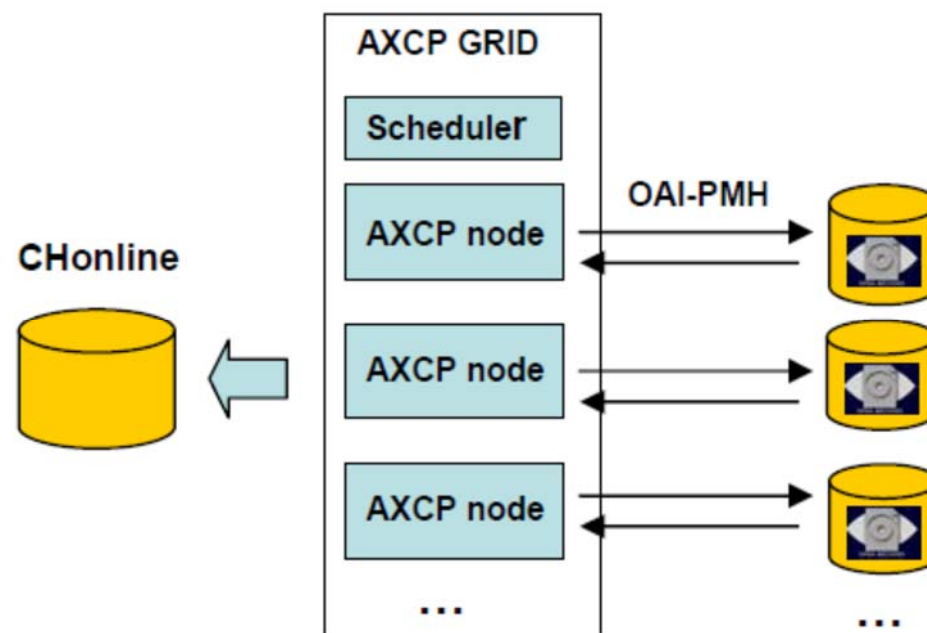 AXCP GRID
Scheduler
OAI-PMH
AXCP node
CHonline
AXCP node
AXCP node
...
...